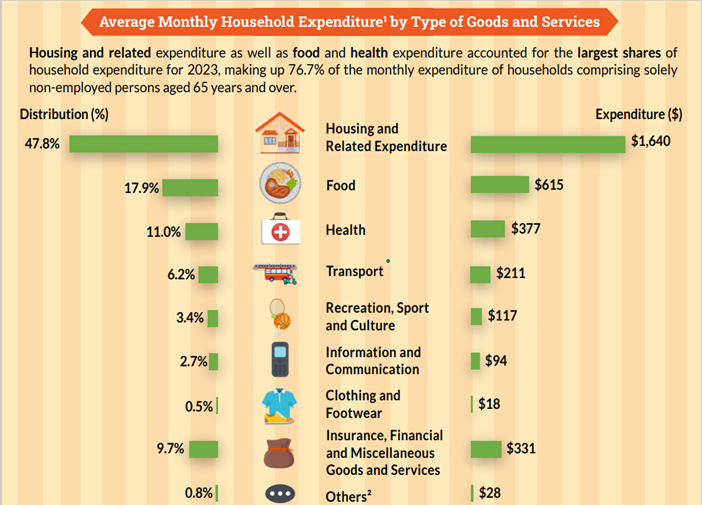 Average Monthly Household Expenditure¹ by Type of Goods and Services
Housing and related expenditure as well as food and health expenditure accounted for the largest shares of
household expenditure for 2023, making up 76.7% of the monthly expenditure of households comprising solely
non-employed persons aged 65 years and over.
Distribution (%)
Expenditure ($)
47.8%
Housing and
Related Expenditure
$1,640
17.9%
Food
$615
11.0%
Health
$377
6.2%
Transport
$211
3.4%
Recreation, Sport
and Culture
$117
2.7%
Information and
Communication
$94
0.5%
Clothing and
Footwear
$18
9.7%
Insurance, Financial
and Miscellaneous
Goods and Services
$331
0.8%
Others²
$28